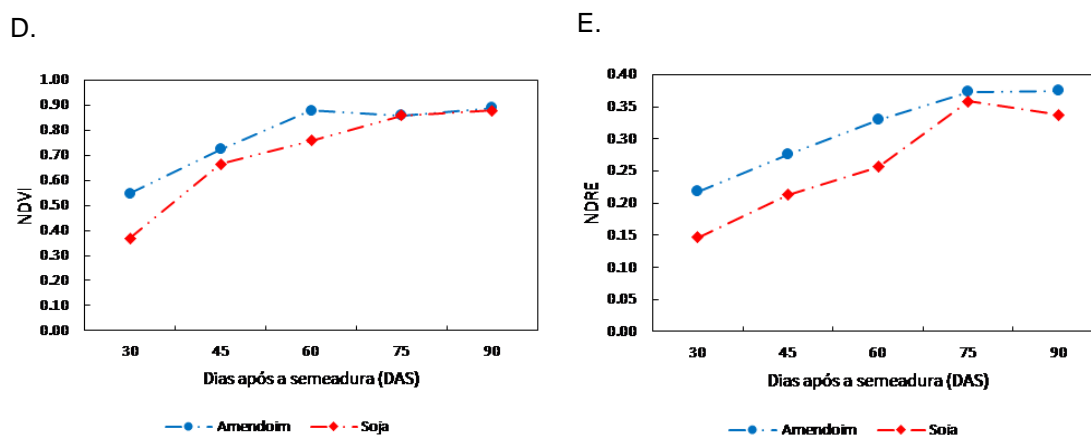 D.
1.00
0.90
0.80
0.70
0.60
0.50
0.40
0.30
0.20
0.10
0.00
NDVI
30 45 60 75 90
Dias após a semeadura (DAS)
Amendoim Soja
E.
0.40
0.35
0.30
0.25
0.20
0.15
0.10
0.05
0.00
NDRE
30 45 60 75 90
Dias após a semeadura (DAS)
Amendoim Soja